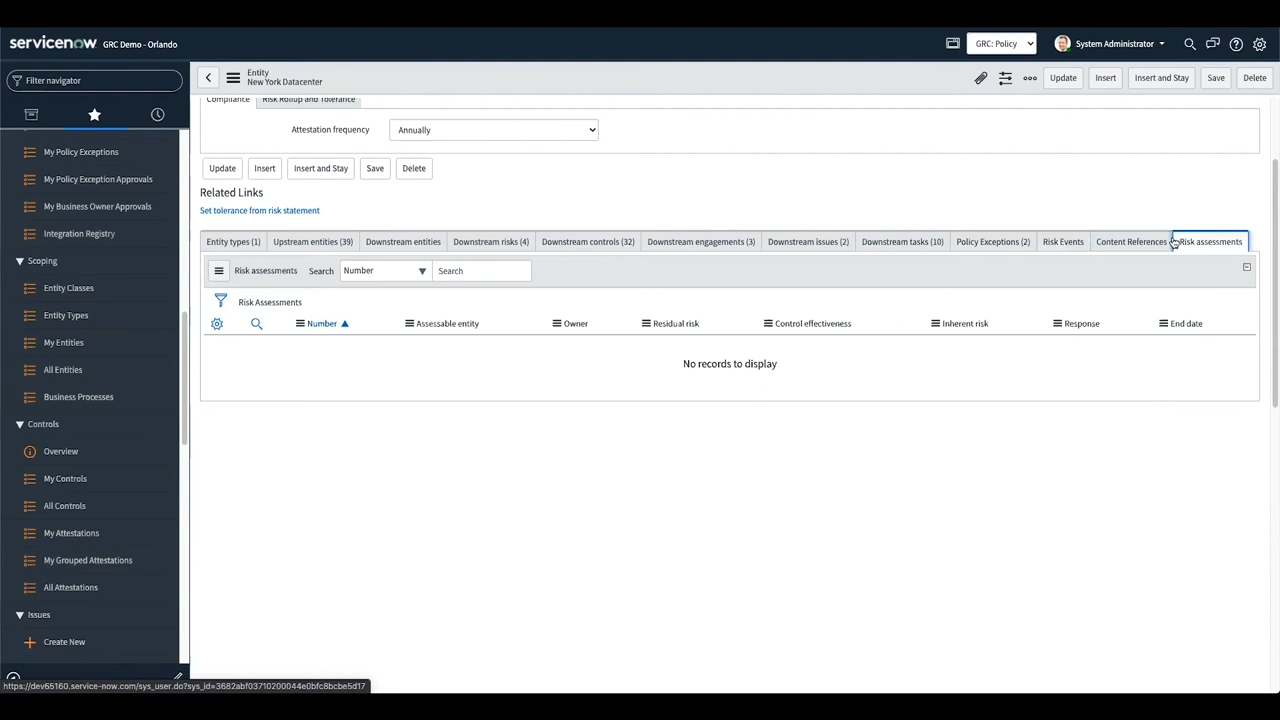 servicenow GRC Demo - Orlando
GRC: Policy
System Administrator
Filter navigator
Entity
New York Datacenter
Update
Insert
Insert and Stay
Save
Delete
My Policy Exceptions
My Policy Exception Approvals
My Business Owner Approvals
Integration Registry
Scoping
Entity Classes
Entity Types
My Entities
All Entities
Business Processes
Controls
Overview
My Controls
All Controls
My Attestations
My Grouped Attestations
All Attestations
Issues
Create New
Compliance
Risk Rollup and Tolerance
Attestation frequency
Annually
Update
Insert
Insert and Stay
Save
Delete
Related Links
Set tolerance from risk statement
Entity types (1)
Upstream entities (39)
Downstream entities
Downstream risks (4)
Downstream controls (32)
Downstream engagements (3)
Downstream issues (2)
Downstream tasks (10)
Policy Exceptions (2)
Risk Events
Content References
Risk assessments
Risk assessments
Search
Number
Search
Risk Assessments
Number
Assessable entity
Owner
Residual risk
Control effectiveness
Inherent risk
Response
End date
No records to display
https://dev65160.service-now.com/sys_user.do?sys_id=3682abf03710200044e0bfc8bcbe5d17